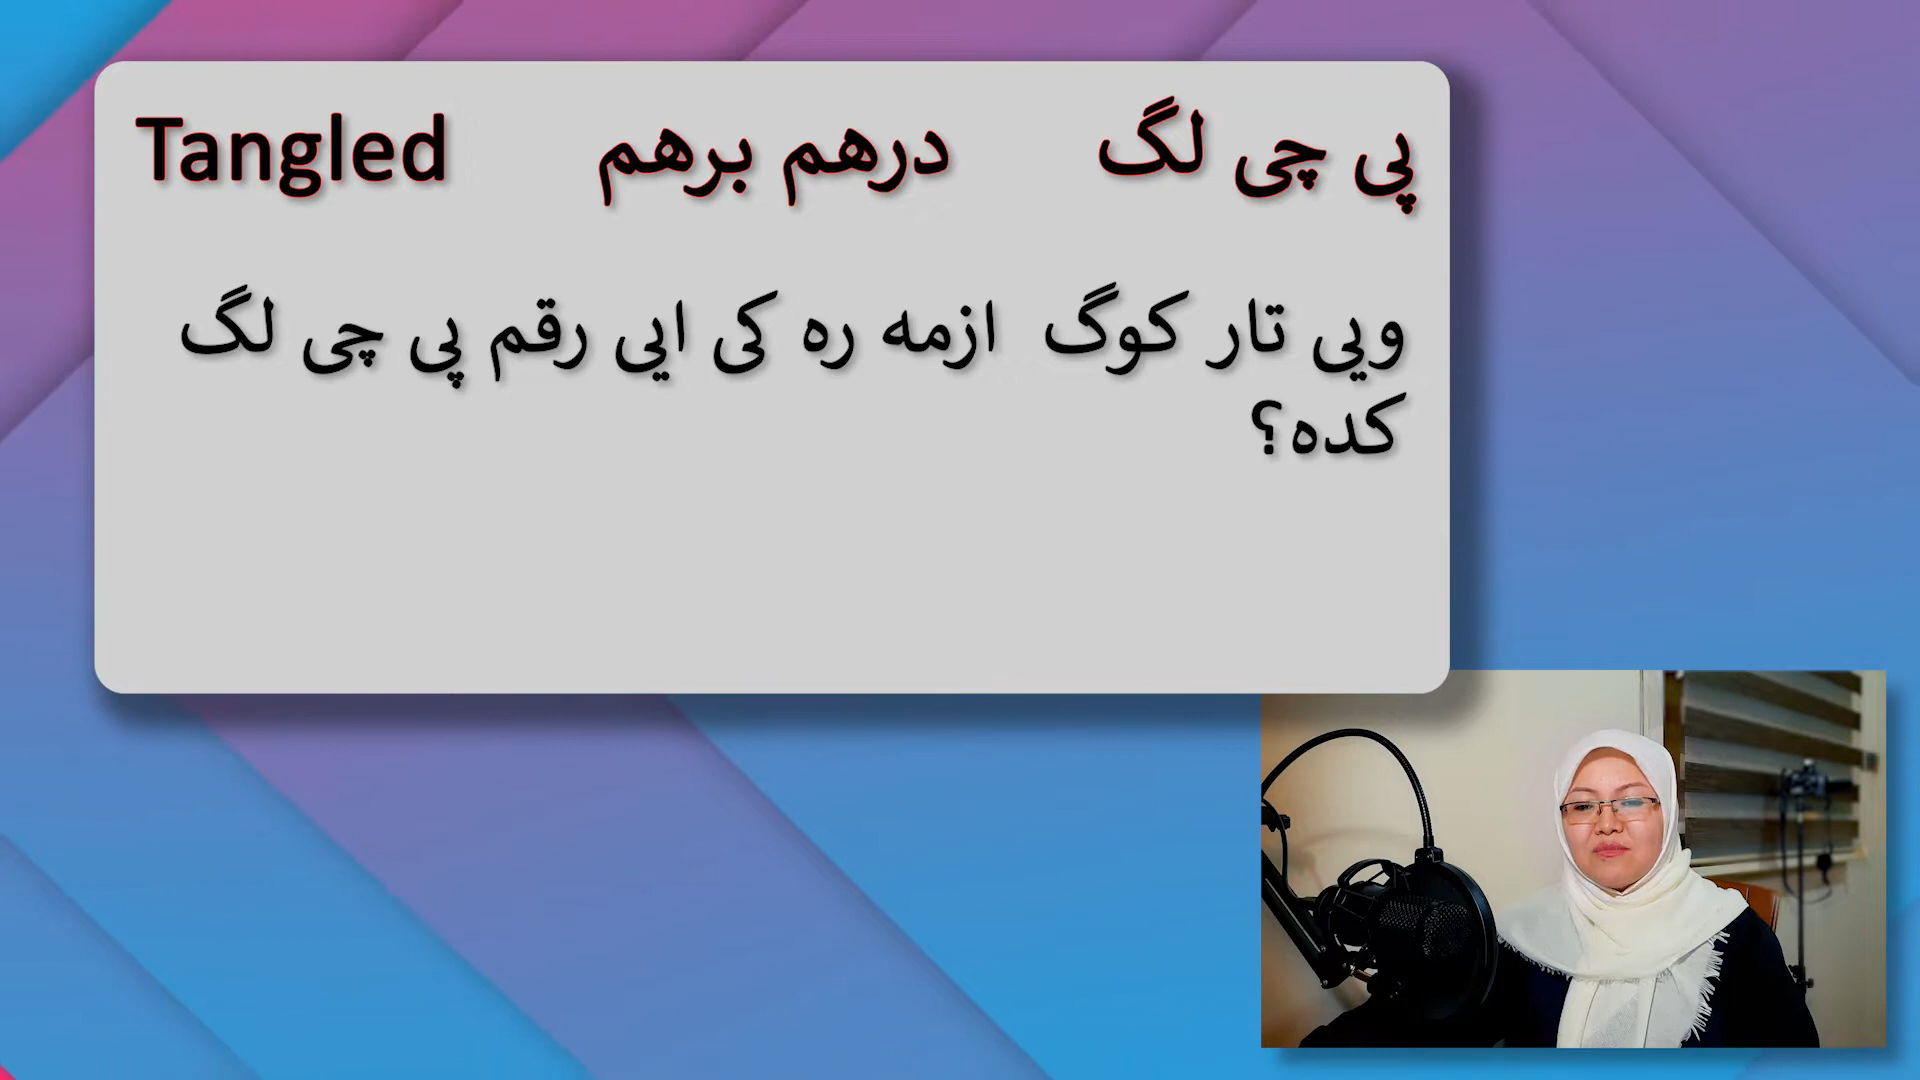 پی چی لگ درهم برهم Tangled
ویی تار کوگ ازمه ره کی ایی رقم پی چی لگ
کده؟